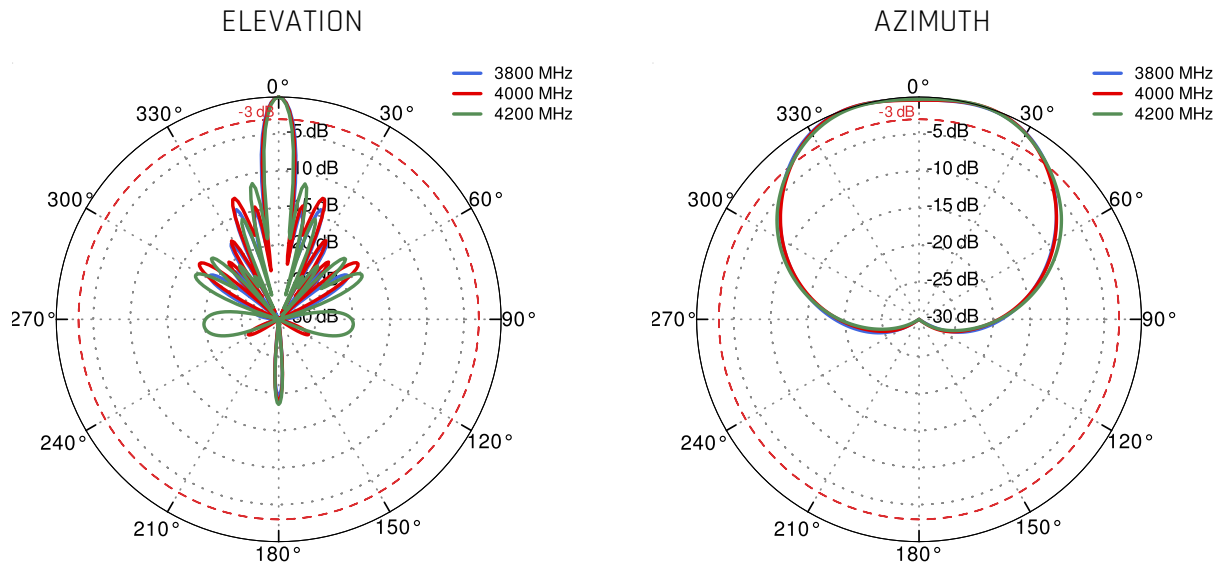 ELEVATION
3800 MHz
4000 MHz
4200 MHz
0°
330°
30°
-3 dB
-5 dB
-10 dB
300°
60°
-30 dB
270°
90°
240°
120°
210°
150°
180°
AZIMUTH
3800 MHz
4000 MHz
4200 MHz
0°
330°
30°
-3 dB
-5 dB
-10 dB
300°
60°
-15 dB
-20 dB
-25 dB
-30 dB
270°
90°
240°
120°
210°
150°
180°